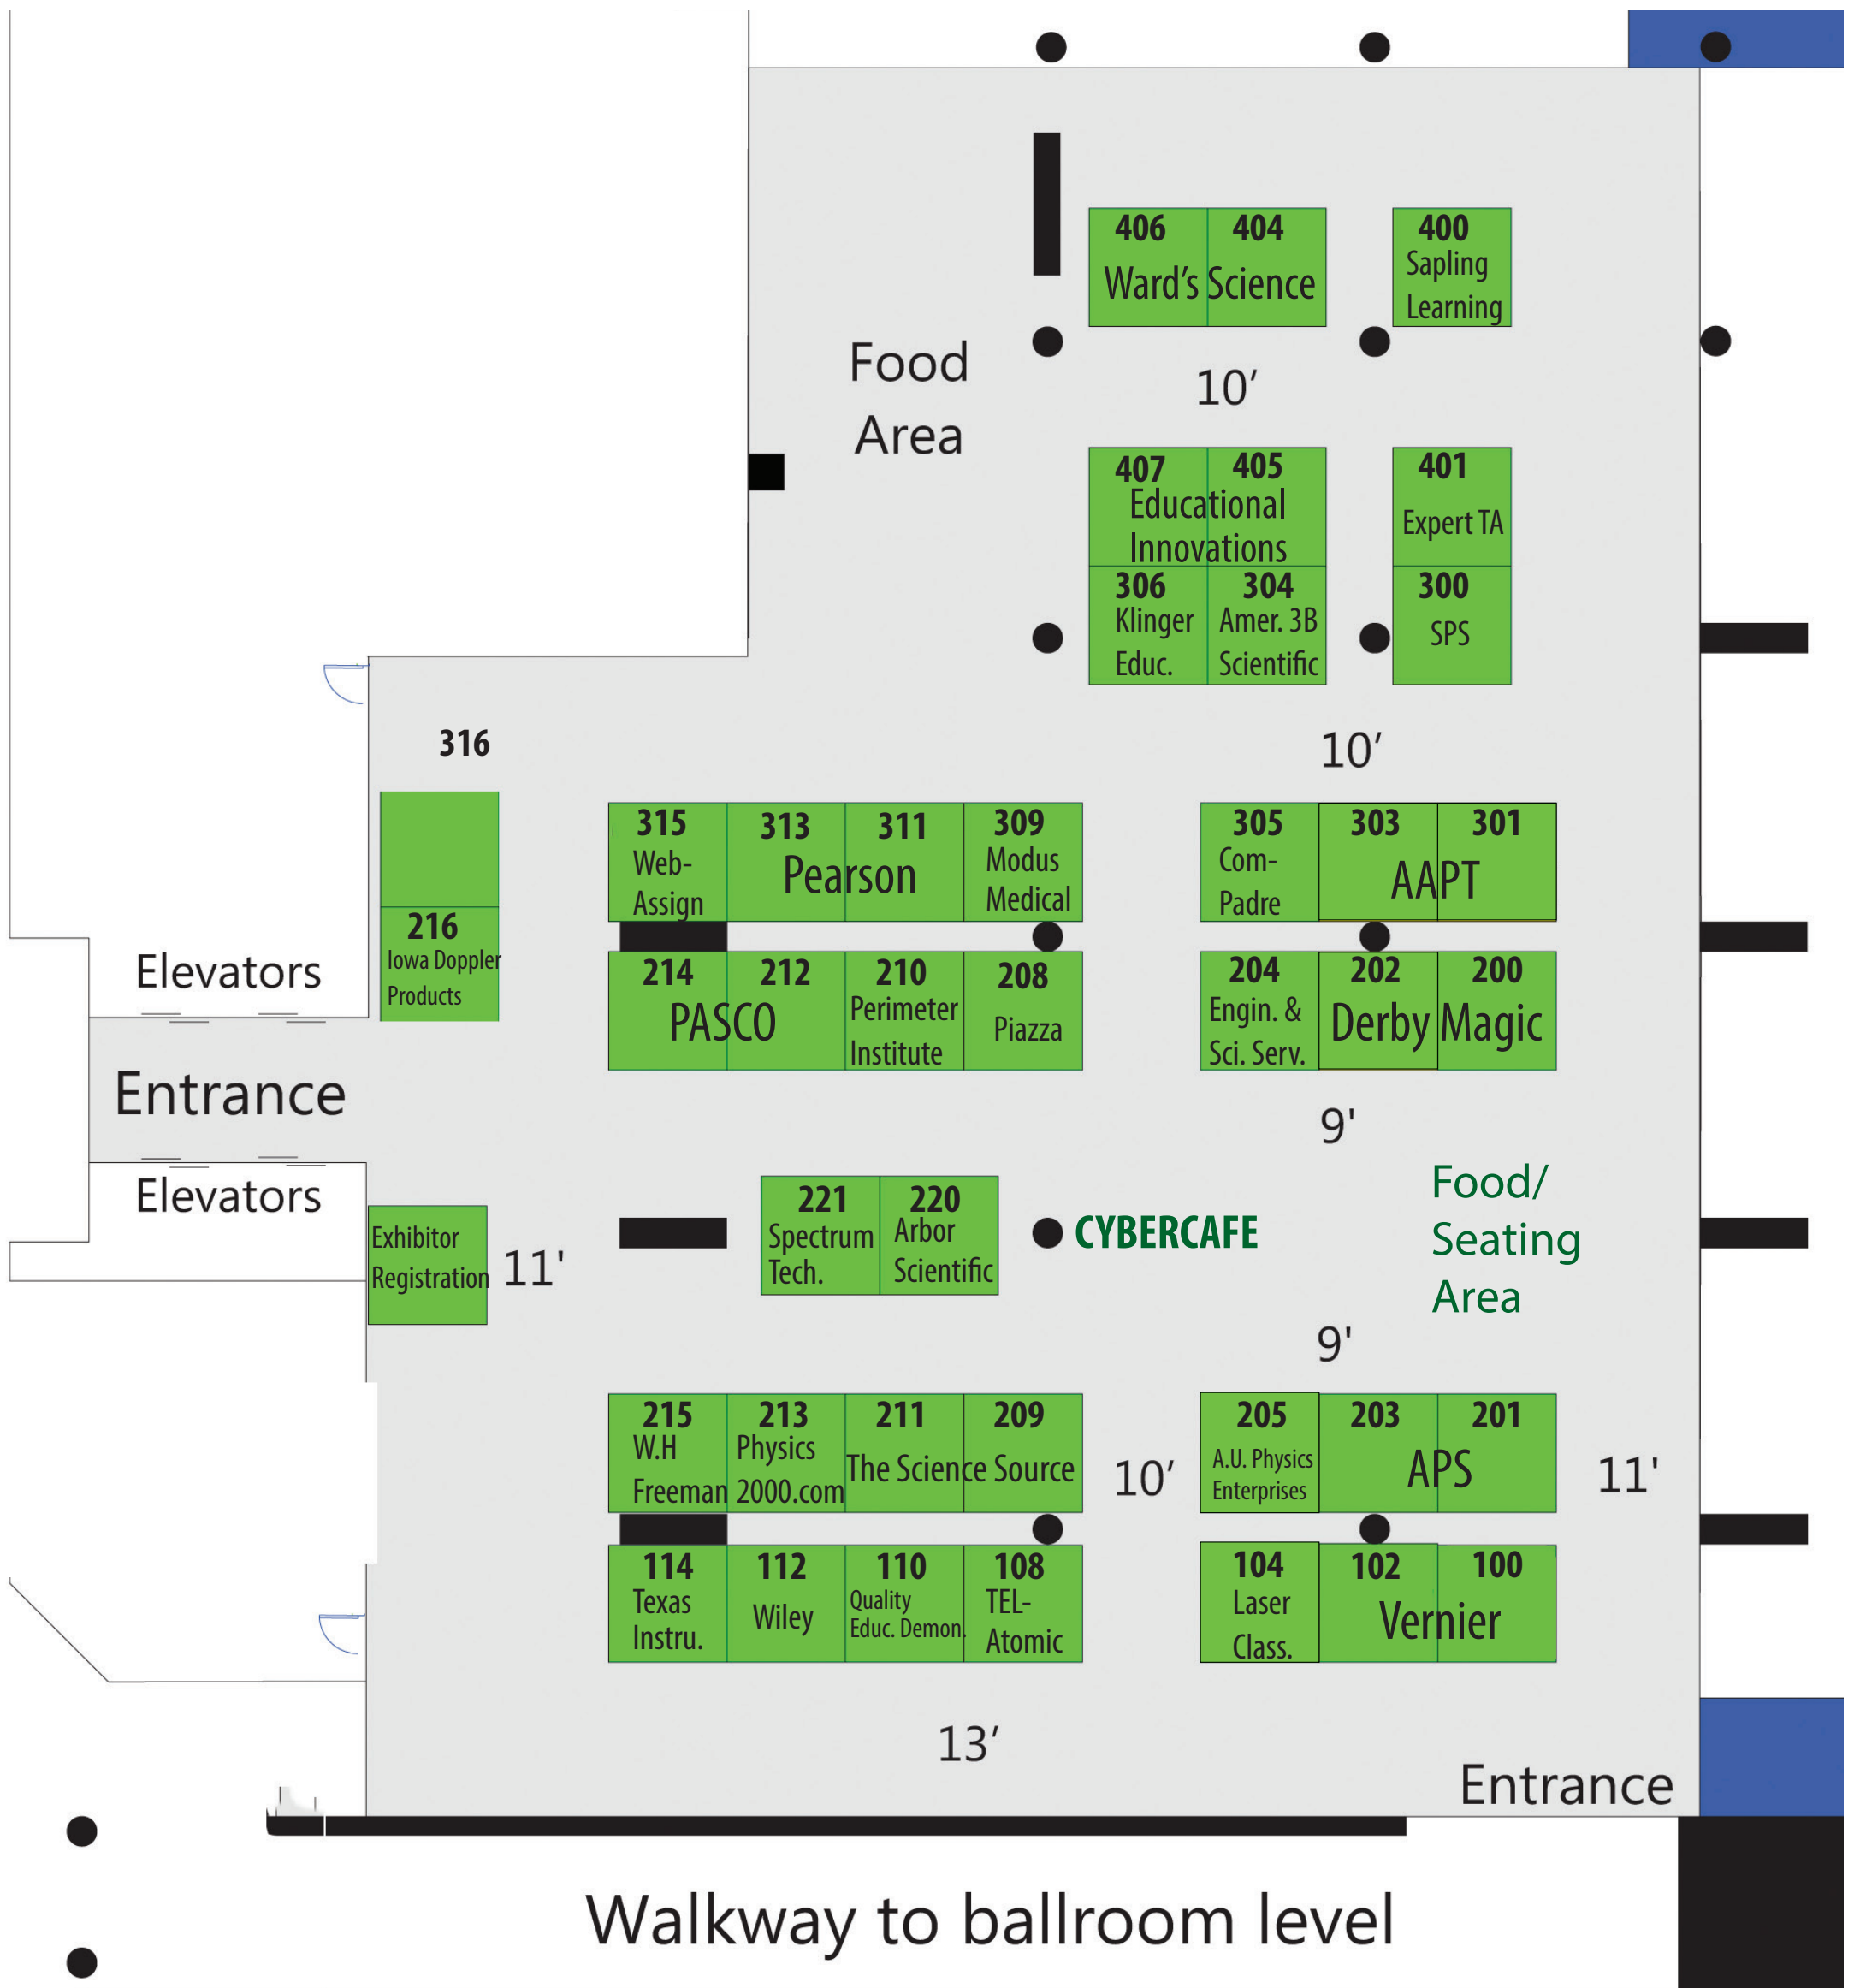 406 404
Ward's Science
400
Sapling
Learning
Food
Area
10'
407 405
Educational
Innovations
401
Expert TA
306
Klinger
Educ.
304
Amer. 3B
Scientific
300
SPS
316
10'
315
Web-
Assign
313 311
Pearson
309
Modus
Medical
305
Com-
Padre
303 301
AAPT
216
Iowa Doppler
Products
Elevators
214 212
PASCO
210
Perimeter
Institute
208
Piazza
204
Engin. &
Sci. Serv.
202 200
Derby Magic
Entrance
9'
Elevators
Exhibitor
Registration
11'
221
Spectrum
Tech.
220
Arbor
Scientific
CYBERCAFE
Food/
Seating
Area
9'
215
W.H
Freeman
213
Physics
2000.com
211 209
The Science Source
10'
205
A.U. Physics
Enterprises
203 201
APS
11'
114
Texas
Instru.
112
Wiley
110
Quality
Educ. Demon.
108
TEL-
Atomic
104
Laser
Class.
102 100
Vernier
13'
Entrance
Walkway to ballroom level